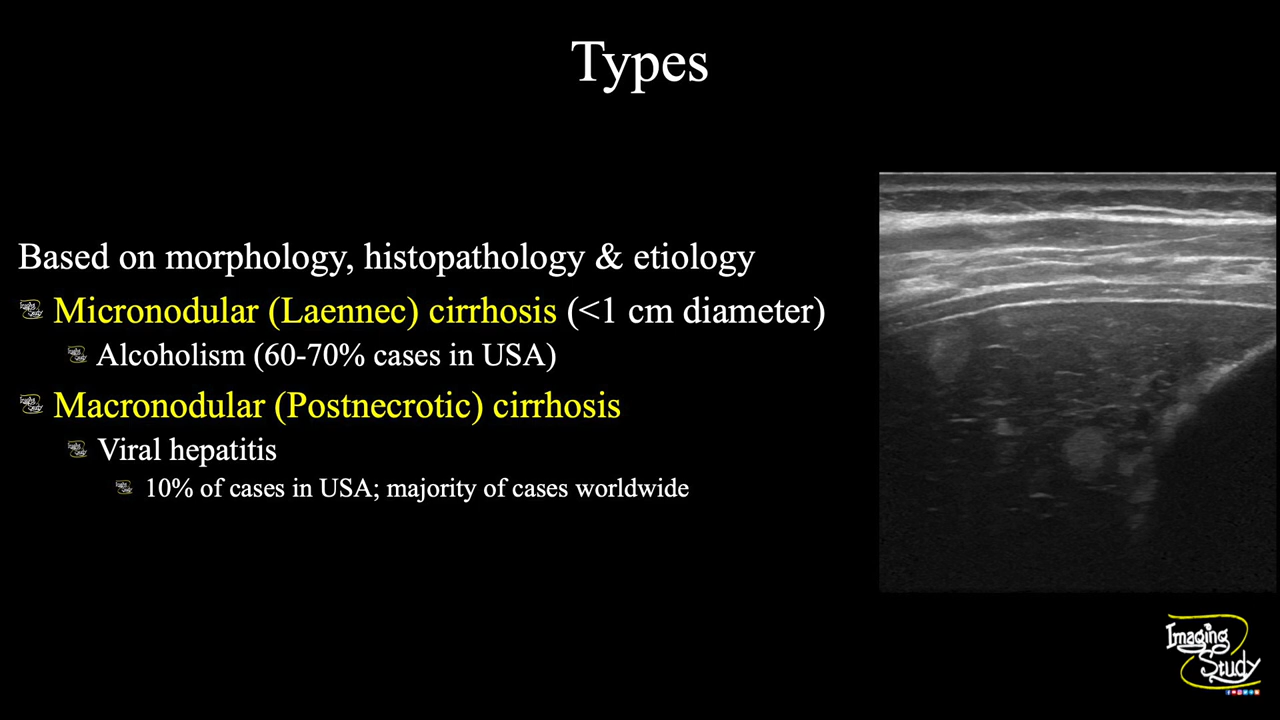 Types
Based on morphology, histopathology & etiology
Micronodular (Laennec) cirrhosis (<1 cm diameter)
Alcoholism (60-70% cases in USA)
Macronodular (Postnecrotic) cirrhosis
Viral hepatitis
10% of cases in USA; majority of cases worldwide
Imaging
Study